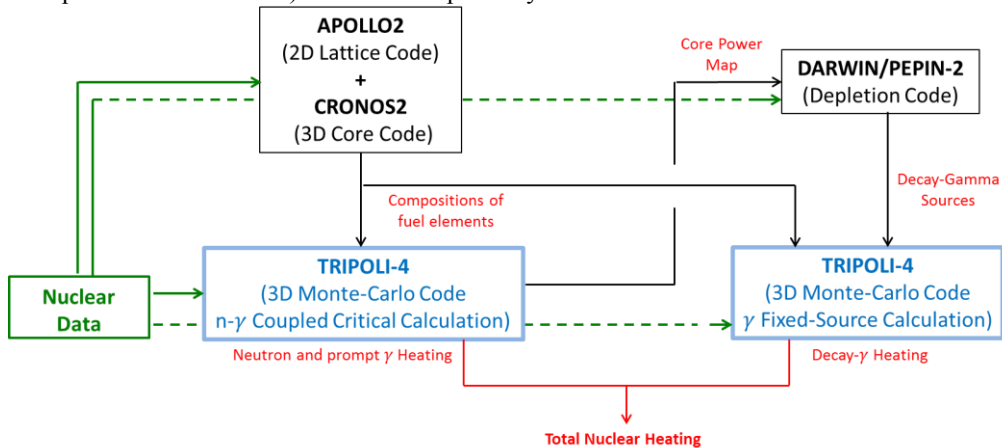 APOLLO2
(2D Lattice Code)
+
CRONOS2
(3D Core Code)
Core Power
Map
DARWIN/PEPIN-2
(Depletion Code)
Compositions of
fuel elements
Decay-Gamma
Sources
Nuclear
Data
TRIPOLI-4
(3D Monte-Carlo Code
n-γ Coupled Critical Calculation)
TRIPOLI-4
(3D Monte-Carlo Code
γ Fixed-Source Calculation)
Neutron and prompt γ Heating
Decay-γ Heating
Total Nuclear Heating